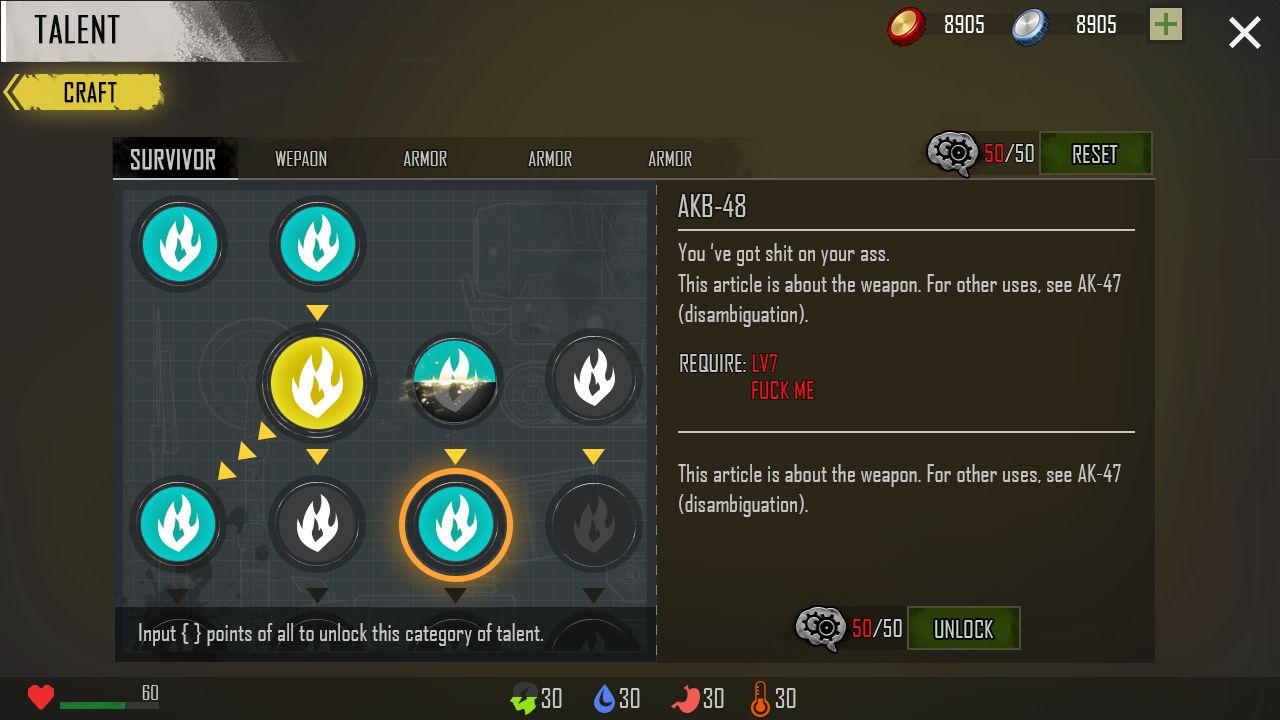 TALENT
8905
8905
CRAFT
SURVIVOR
WEPAON
ARMOR
ARMOR
ARMOR
50/50
RESET
AKB-48
You 've got shit on your ass.
This article is about the weapon. For other uses, see AK-47
(disambiguation).
REQUIRE: LV7
FUCK ME
This article is about the weapon. For other uses, see AK-47
(disambiguation).
Input { } points of all to unlock this category of talent.
50/50
UNLOCK
60
30
30
30
30